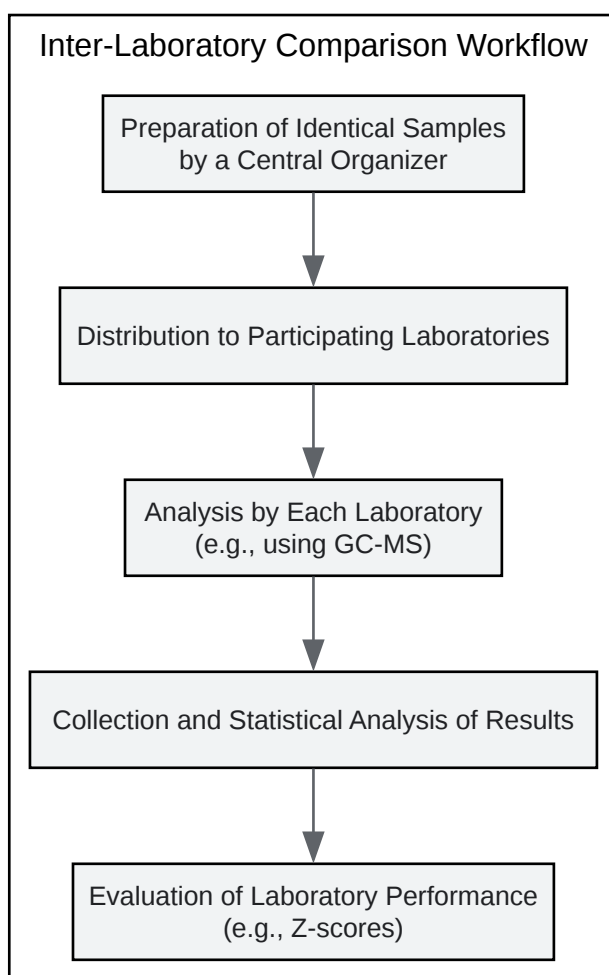 Inter-Laboratory Comparison Workflow
Preparation of Identical Samples
by a Central Organizer
Distribution to Participating Laboratories
Analysis by Each Laboratory
(e.g., using GC-MS)
Collection and Statistical Analysis of Results
Evaluation of Laboratory Performance
(e.g., Z-scores)